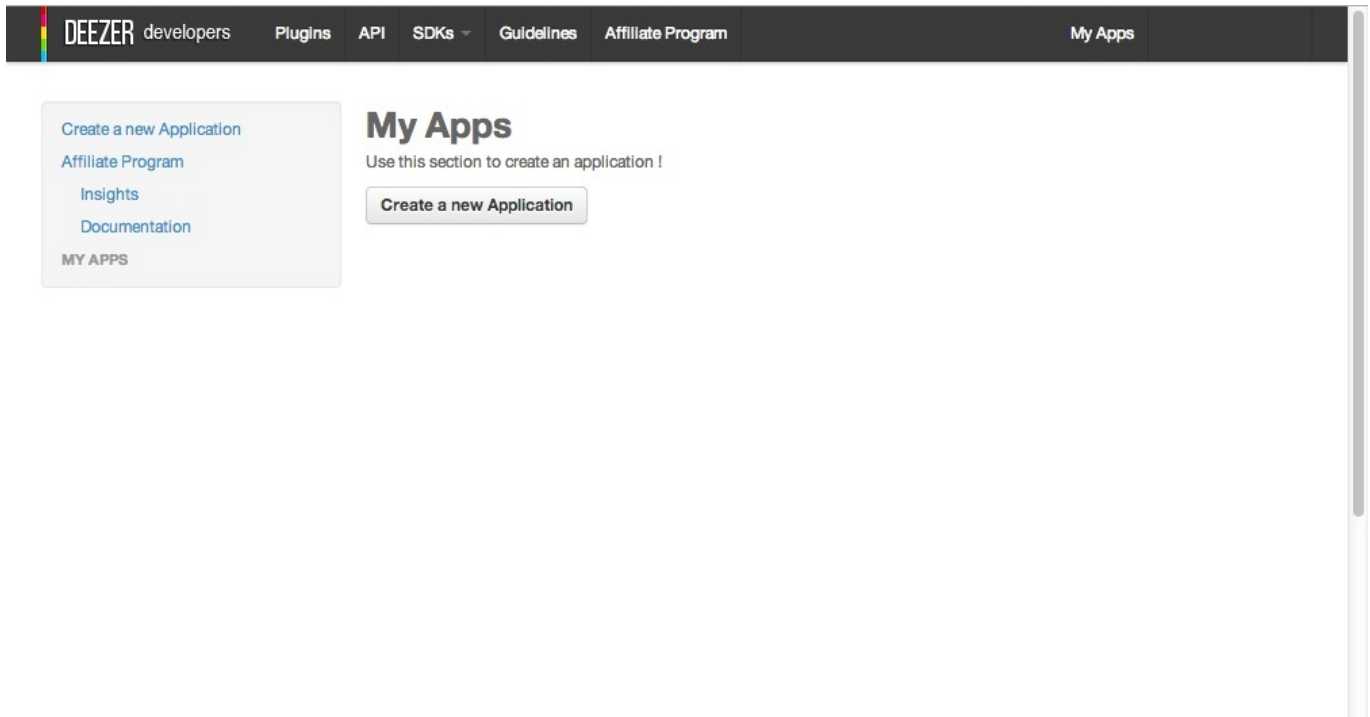 DEEZER developers Plugins API SDKs Guidelines Affiliate Program My Apps
Create a new Application
Affiliate Program
Insights
Documentation
MY APPS
My Apps
Use this section to create an application !
Create a new Application